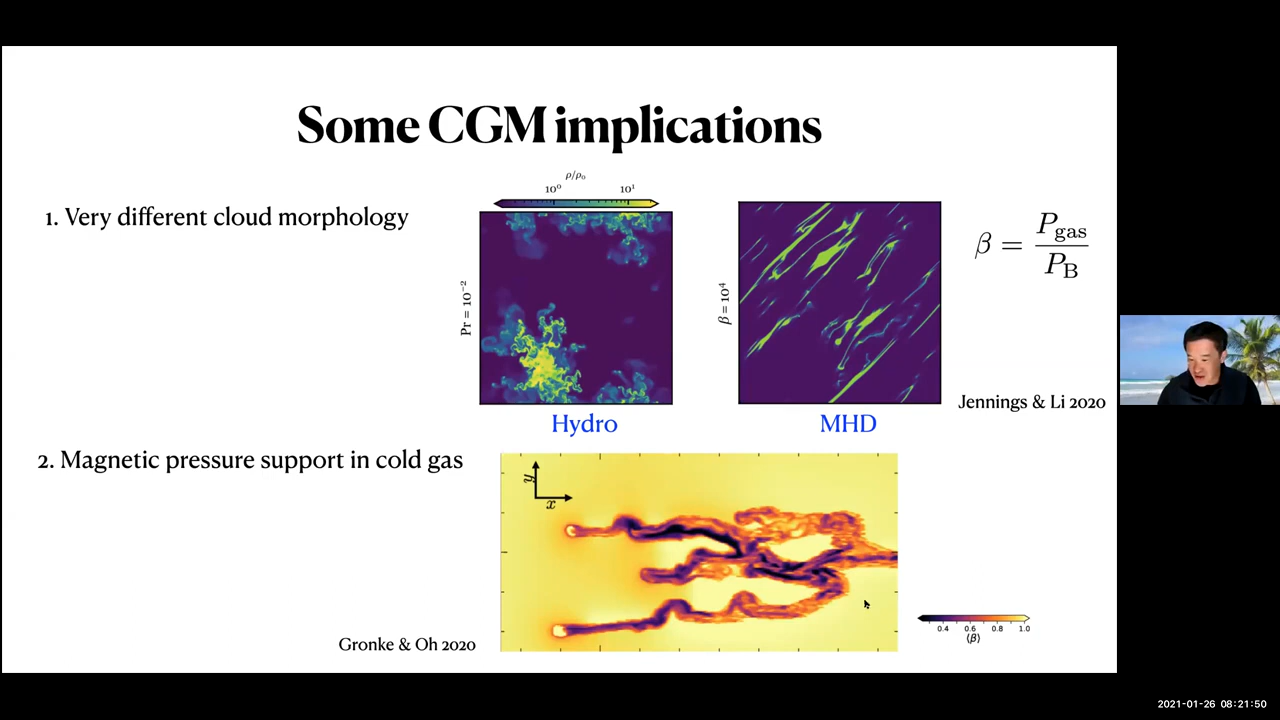 Some CGM implications
1. Very different cloud morphology
ρ/ρ₀
10⁰ 10¹
Pr = 10⁻²
Hydro
β = 10⁴
MHD
β = P_gas / P_B
Jennings & Li 2020
2. Magnetic pressure support in cold gas
y
x
0.4 0.6 0.8 1.0
⟨β⟩
Gronke & Oh 2020
2021-01-26 08:21:50